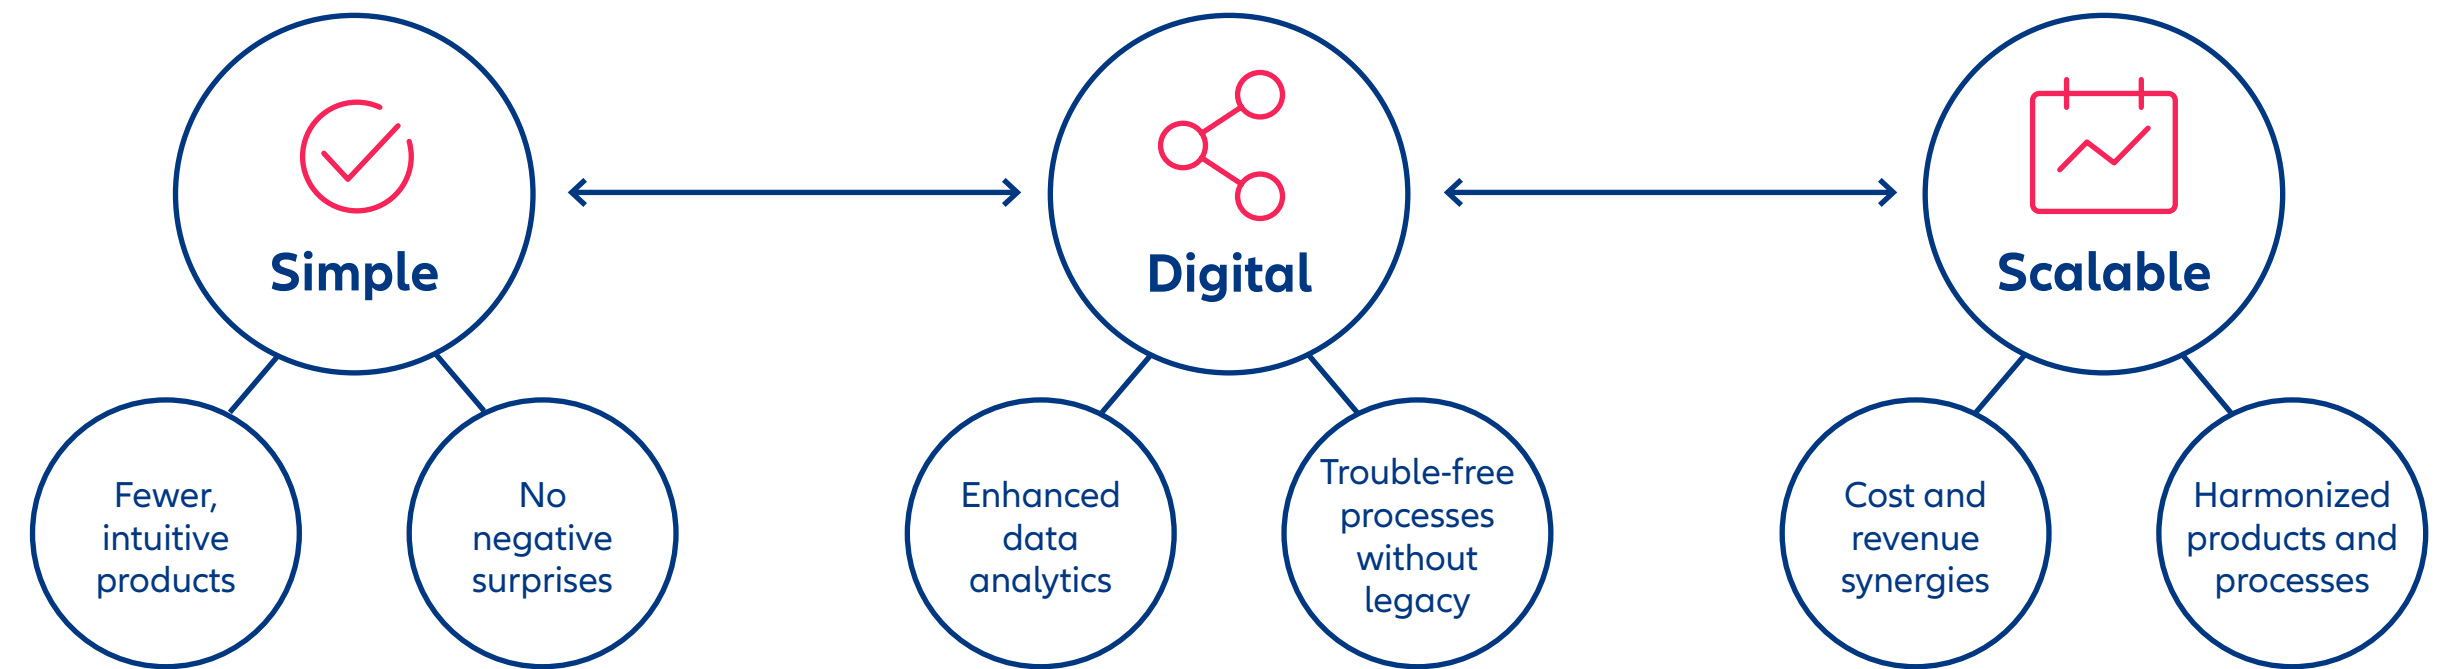 Simple
Digital
Scalable
Fewer,
intuitive
products
No
negative
surprises
Enhanced
data
analytics
Trouble-free
processes
without
legacy
Cost and
revenue
synergies
Harmonized
products and
processes